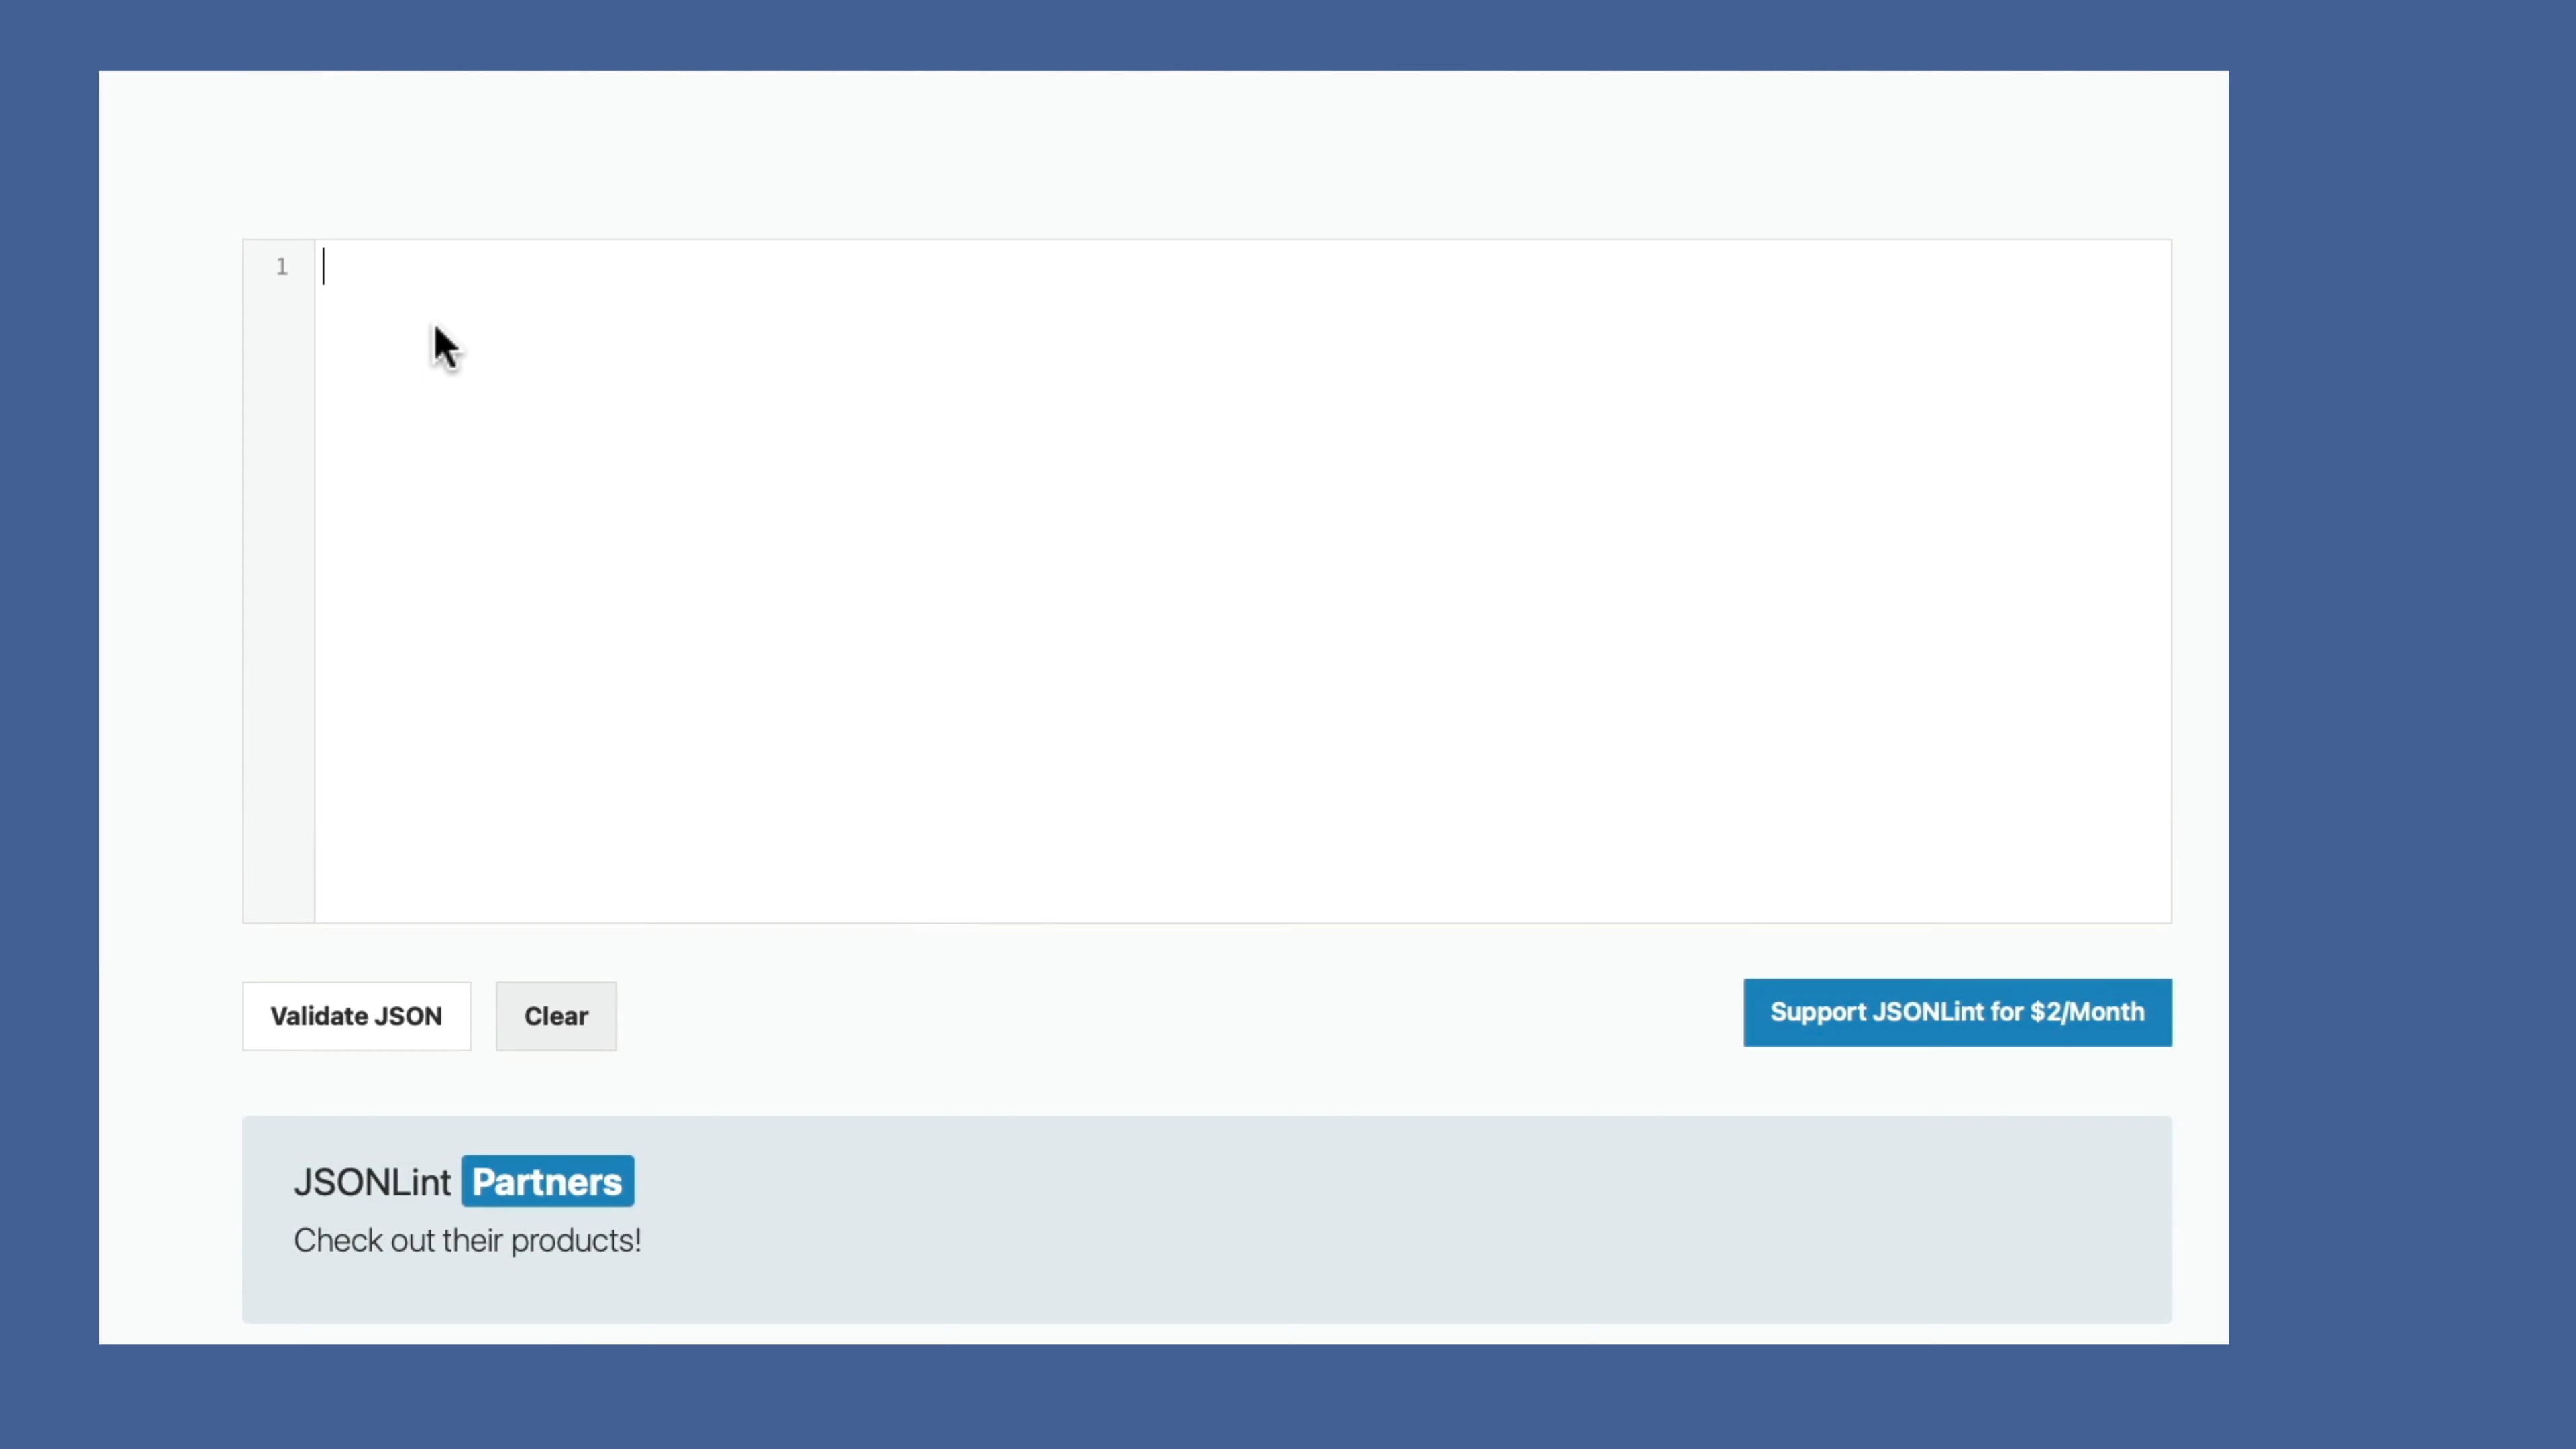 1
Validate JSON
Clear
Support JSONLint for $2/Month
JSONLint Partners
Check out their products!